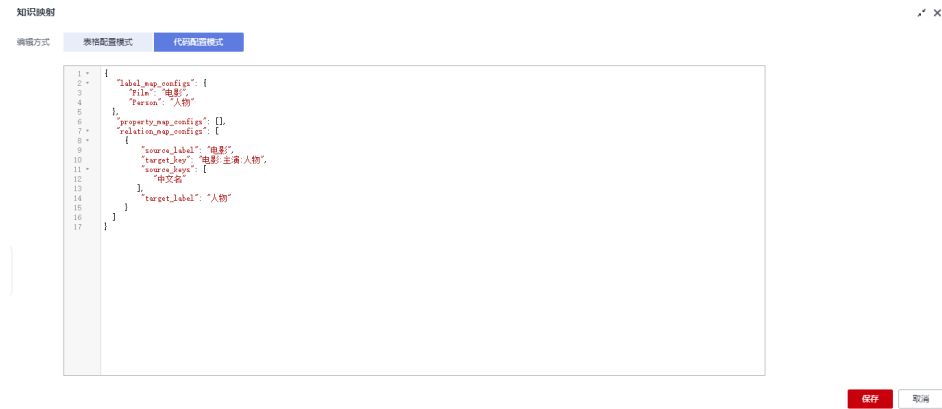 知识映射
编辑方式 表格配置模式 代码配置模式
1 {
2 "label_map_configs": {
3 "Film": "电影",
4 "Person": "人物"
5 },
6 "property_map_configs": [],
7 "relation_map_configs": [
8 {
9 "source_label": "电影",
10 "target_key": "电影:主演:人物",
11 "source_keys": [
12 "中文名"
13 ],
14 "target_label": "人物"
15 }
16 ]
17 }
保存 取消